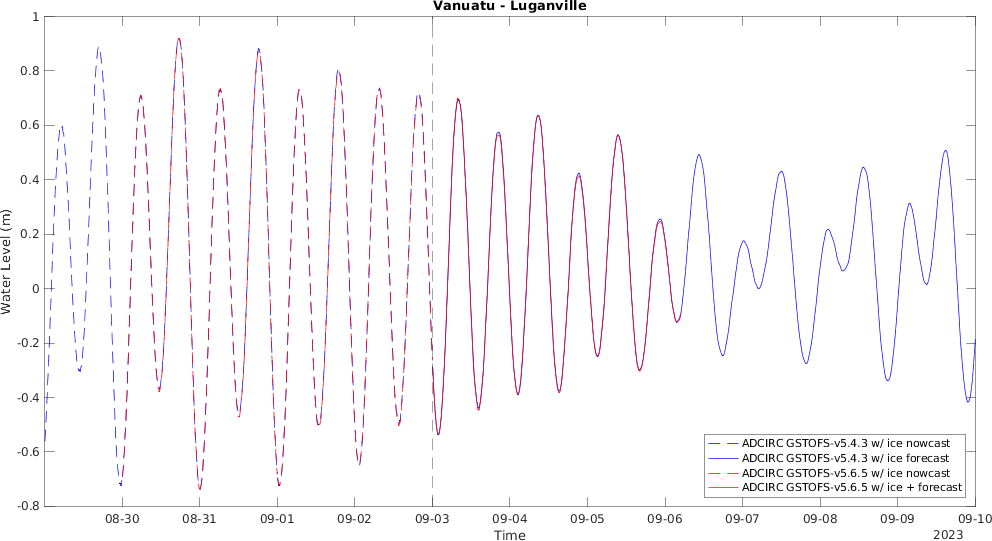 Vanuatu - Luganville
Water Level (m)
1
0.8
0.6
0.4
0.2
0
-0.2
-0.4
-0.6
-0.8
08-30 08-31 09-01 09-02 09-03 09-04 09-05 09-06 09-07 09-08 09-09 09-10
Time
2023
ADCIRC GSTOFS-v5.4.3 w/ ice nowcast
ADCIRC GSTOFS-v5.4.3 w/ ice forecast
ADCIRC GSTOFS-v5.6.5 w/ ice nowcast
ADCIRC GSTOFS-v5.6.5 w/ ice + forecast